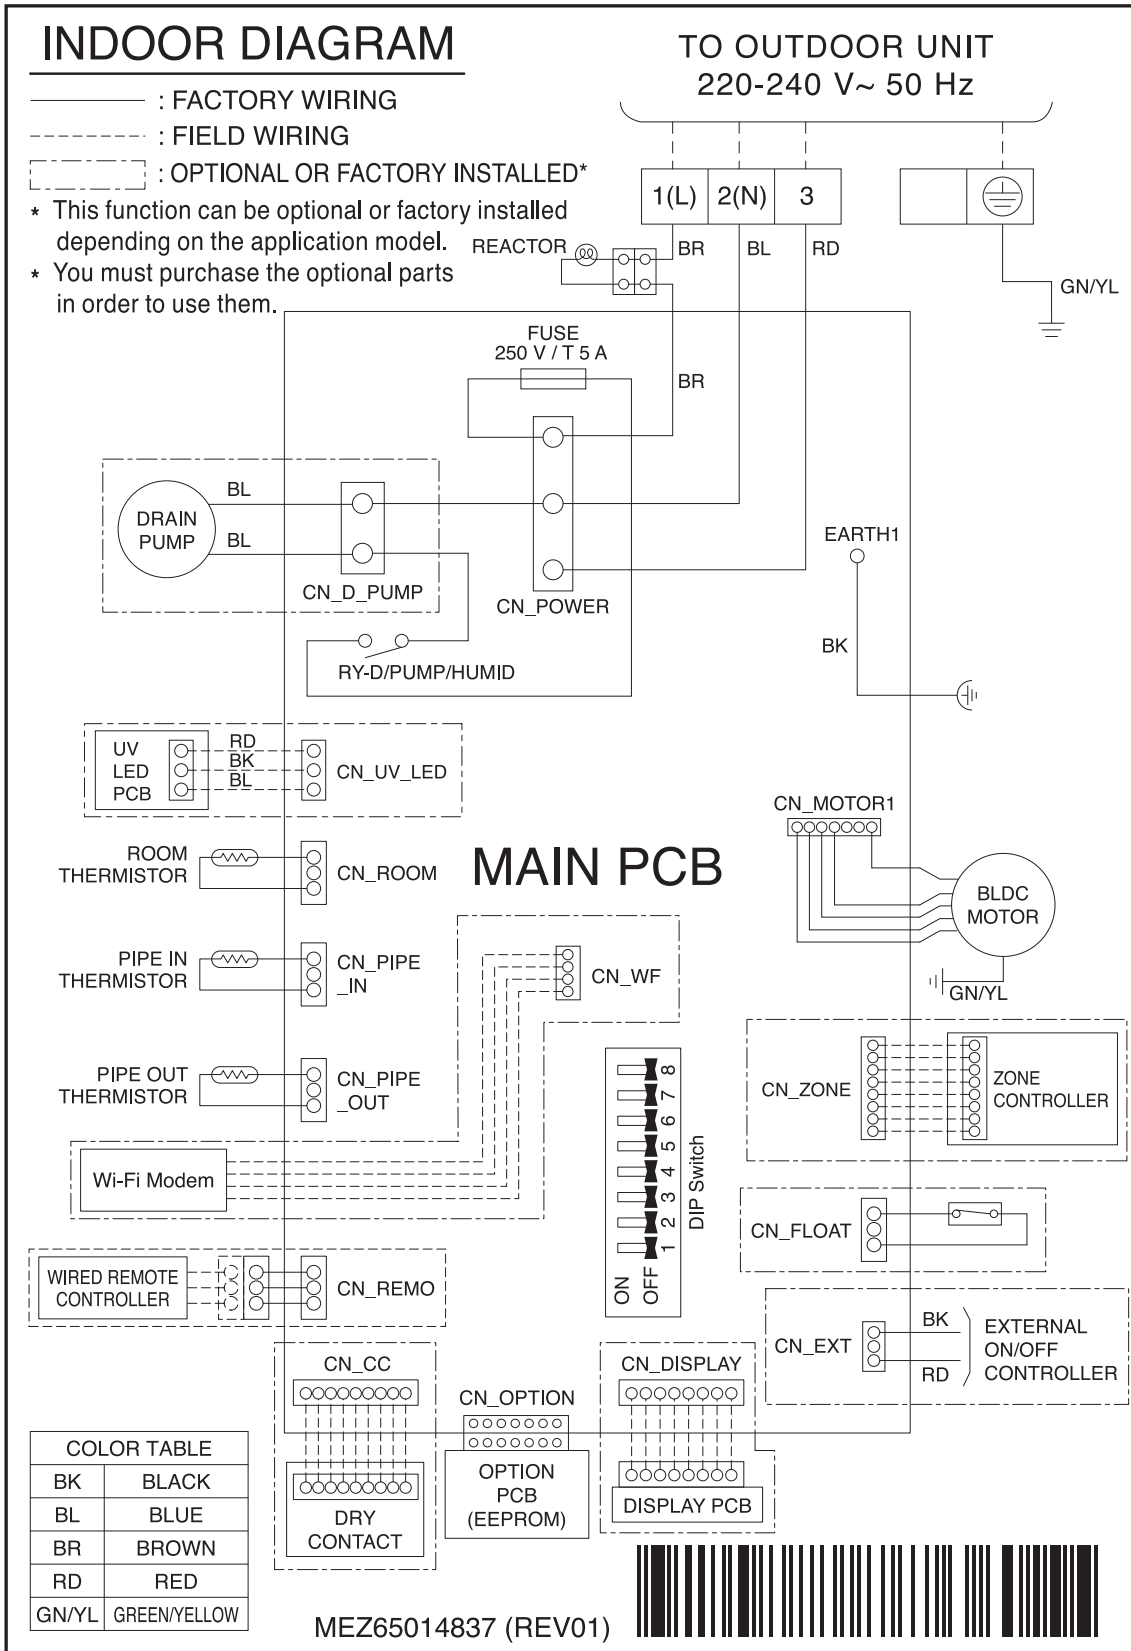 INDOOR DIAGRAM
: FACTORY WIRING
: FIELD WIRING
: OPTIONAL OR FACTORY INSTALLED*
* This function can be optional or factory installed
depending on the application model.
* You must purchase the optional parts
in order to use them.
TO OUTDOOR UNIT
220-240 V~ 50 Hz
1(L) 2(N) 3
REACTOR
BR BL RD
GN/YL
FUSE
250 V / T 5 A
BR
DRAIN
PUMP
BL
BL
CN_D_PUMP
CN_POWER
RY-D/PUMP/HUMID
EARTH1
BK
UV
LED
PCB
RD
BK
BL
CN_UV_LED
ROOM
THERMISTOR
CN_ROOM
MAIN PCB
CN_MOTOR1
BLDC
MOTOR
GN/YL
PIPE IN
THERMISTOR
CN_PIPE
_IN
CN_WF
PIPE OUT
THERMISTOR
CN_PIPE
_OUT
CN_ZONE
ZONE
CONTROLLER
Wi-Fi Modem
8
7
6
5
4
3
2
1
DIP Switch
ON
OFF
CN_FLOAT
WIRED REMOTE
CONTROLLER
CN_REMO
CN_EXT
BK
RD
EXTERNAL
ON/OFF
CONTROLLER
CN_CC
DRY
CONTACT
CN_OPTION
OPTION
PCB
(EEPROM)
CN_DISPLAY
DISPLAY PCB
COLOR TABLE
BK BLACK
BL BLUE
BR BROWN
RD RED
GN/YL GREEN/YELLOW
MEZ65014837 (REV01)